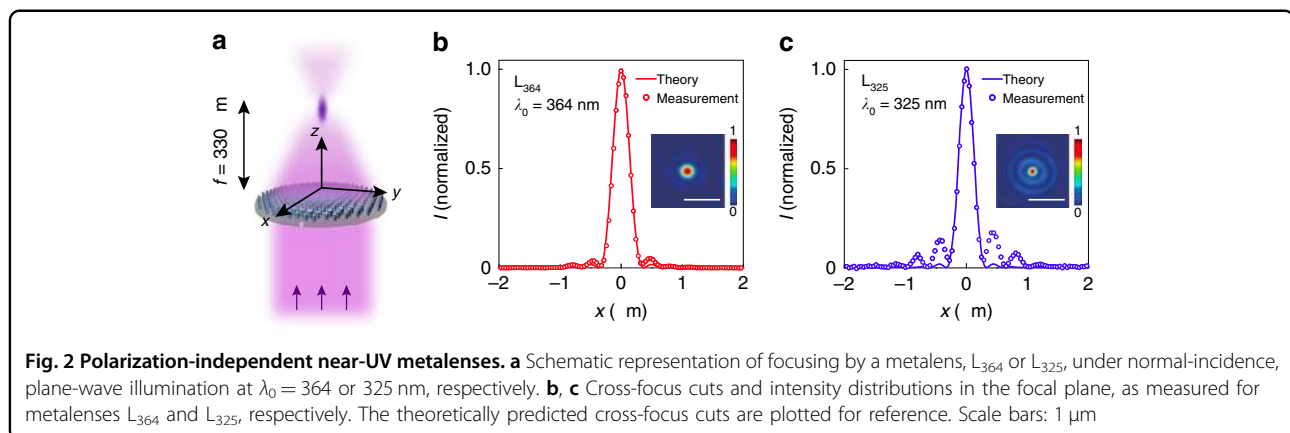 a
f = 330 m
z
y
x
b
1.0
0.5
0
I (normalized)
L364
λ0 = 364 nm
Theory
Measurement
1
0
–2 –1 0 1 2
x ( m)
c
1.0
0.5
0
I (normalized)
L325
λ0 = 325 nm
Theory
Measurement
1
0
–2 –1 0 1 2
x ( m)
Fig. 2 Polarization-independent near-UV metalenses. a Schematic representation of focusing by a metalens, L364 or L325, under normal-incidence,
plane-wave illumination at λ0 = 364 or 325 nm, respectively. b, c Cross-focus cuts and intensity distributions in the focal plane, as measured for
metalenses L364 and L325, respectively. The theoretically predicted cross-focus cuts are plotted for reference. Scale bars: 1 μm